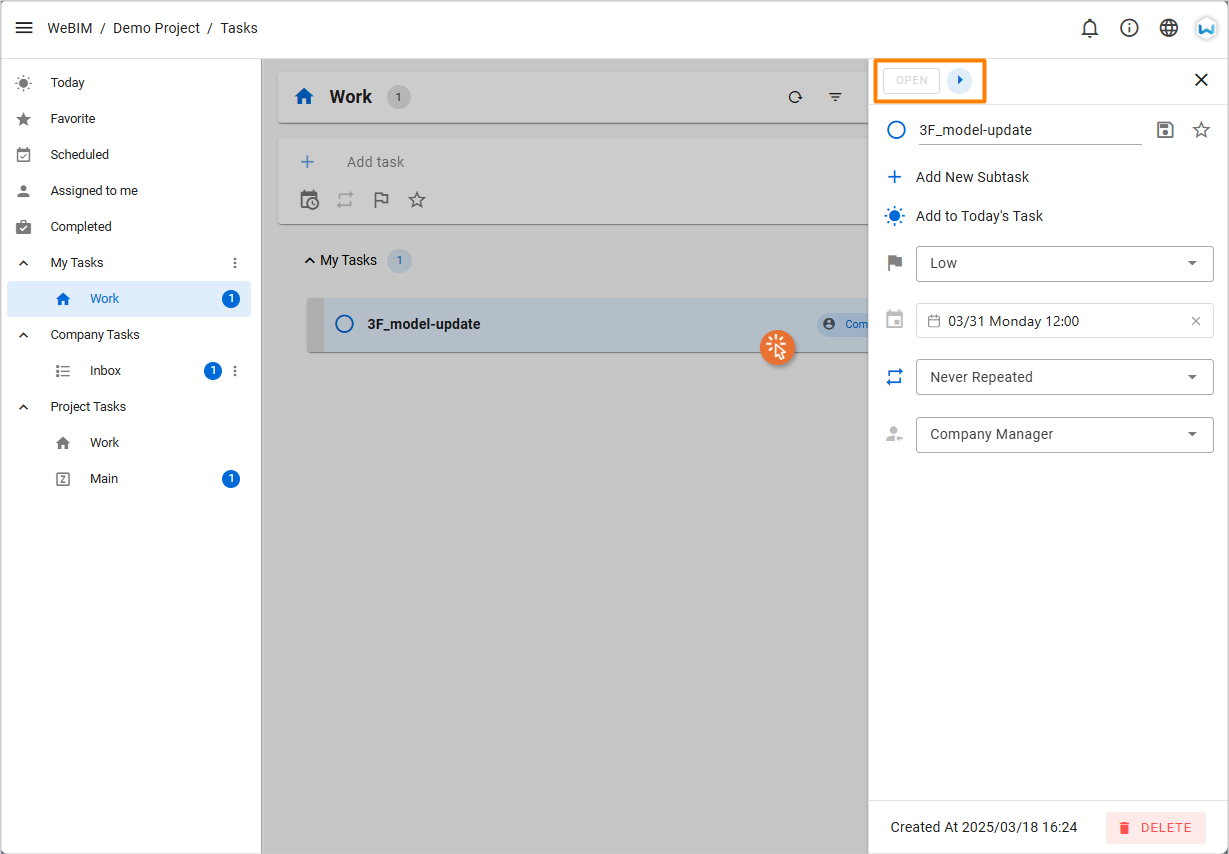 WeBIM / Demo Project / Tasks
Today
Favorite
Scheduled
Assigned to me
Completed
My Tasks
Work 1
Company Tasks
Inbox 1
Project Tasks
Work
Main 1
Work 1
Add task
My Tasks 1
3F_model-update Com
OPEN
3F_model-update
Add New Subtask
Add to Today's Task
Low
03/31 Monday 12:00
Never Repeated
Company Manager
Created At 2025/03/18 16:24 DELETE